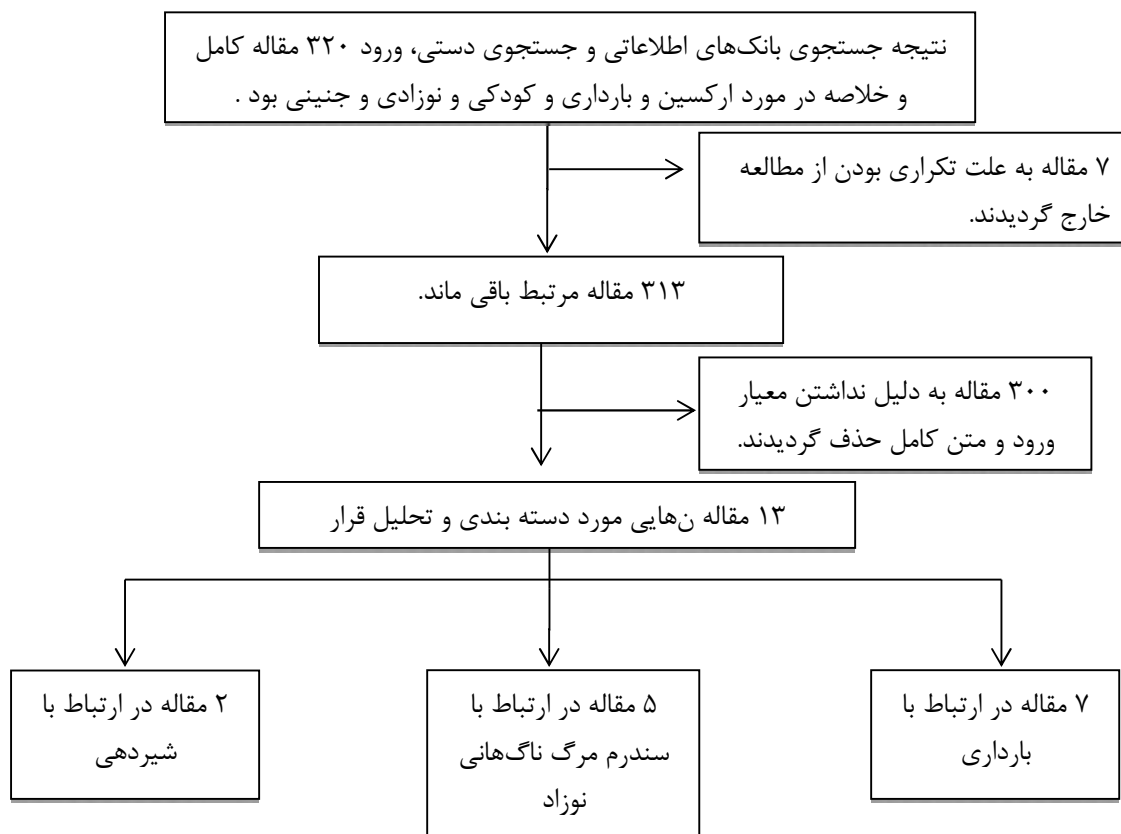 نتیجه جستجوی بانک‌های اطلاعاتی و جستجوی دستی، ورود ۳۲۰ مقاله کامل
و خلاصه در مورد ارکسین و بارداری و کودکی و نوزادی و جنینی بود .
۷ مقاله به علت تکراری بودن از مطالعه
خارج گردیدند.
۳۱۳ مقاله مرتبط باقی ماند.
۳۰۰ مقاله به دلیل نداشتن معیار
ورود و متن کامل حذف گردیدند.
۱۳ مقاله ن‌هایی مورد دسته بندی و تحلیل قرار
۷ مقاله در ارتباط با
بارداری
۵ مقاله در ارتباط با
سندرم مرگ ناگ‌هانی
نوزاد
۲ مقاله در ارتباط با
شیردهی